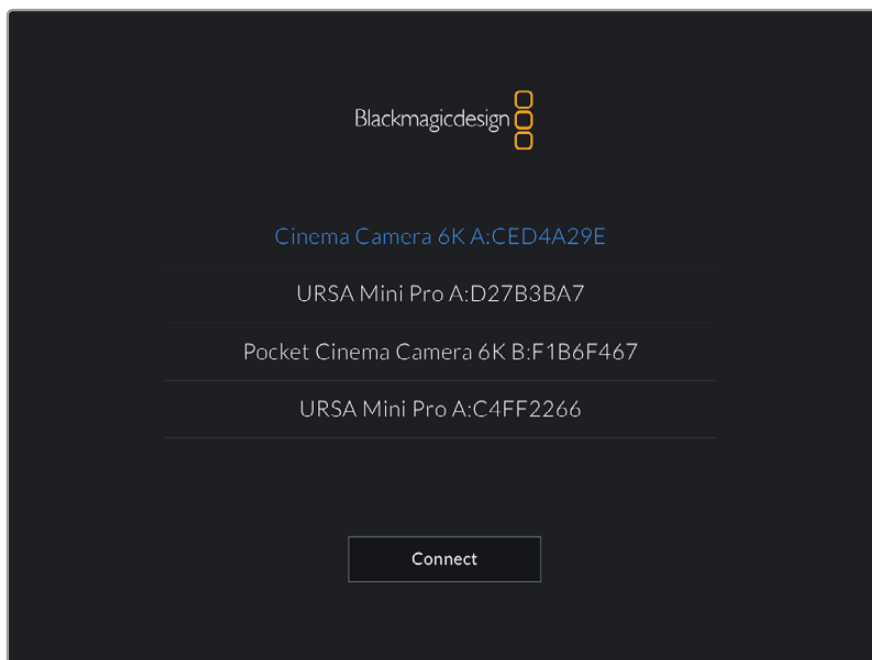 Blackmagicdesign
Cinema Camera 6K A:CED4A29E
URSA Mini Pro A:D27B3BA7
Pocket Cinema Camera 6K B:F1B6F467
URSA Mini Pro A:C4FF2266
Connect